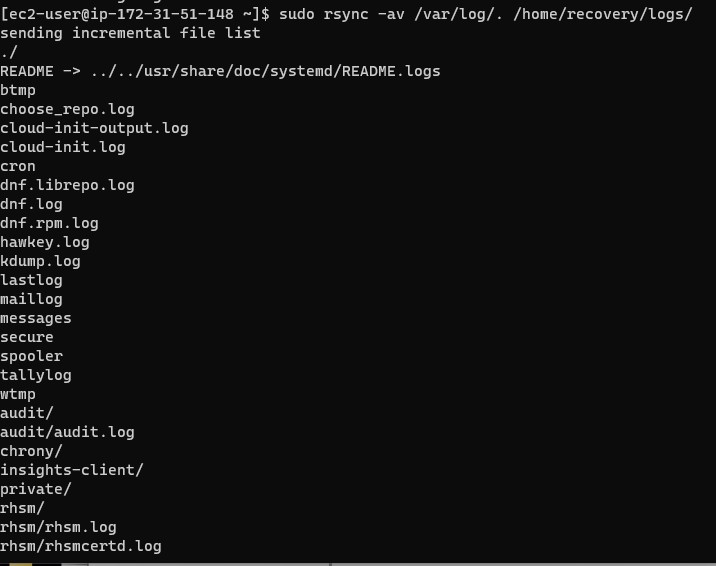 [ec2-user@ip-172-31-51-148 ~]$ sudo rsync -av /var/log/. /home/recovery/logs/
sending incremental file list
./
README -> ../../usr/share/doc/systemd/README.logs
btmp
choose_repo.log
cloud-init-output.log
cloud-init.log
cron
dnf.librepo.log
dnf.log
dnf.rpm.log
hawkey.log
kdump.log
lastlog
maillog
messages
secure
spooler
tallylog
wtmp
audit/
audit/audit.log
chrony/
insights-client/
private/
rhsm/
rhsm/rhsm.log
rhsm/rhsmcertd.log